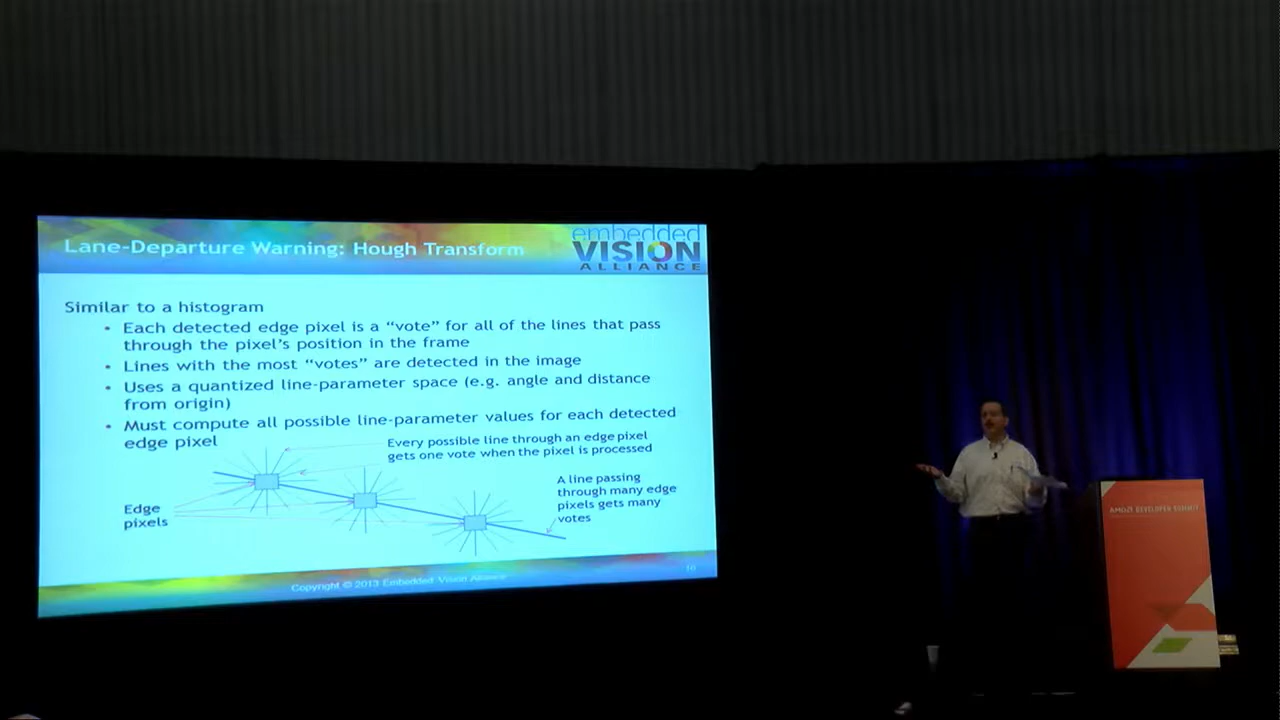 Lane-Departure Warning: Hough Transform
embedded
VISION
ALLIANCE
Similar to a histogram
• Each detected edge pixel is a “vote” for all of the lines that pass
through the pixel’s position in the frame
• Lines with the most “votes” are detected in the image
• Uses a quantized line-parameter space (e.g. angle and distance
from origin)
• Must compute all possible line-parameter values for each detected
edge pixel
Every possible line through an edge pixel
gets one vote when the pixel is processed
A line passing
through many edge
pixels gets many
votes
Edge
pixels
Copyright © 2013 Embedded Vision Alliance
16
AMD21 DEVELOPER SUMMIT